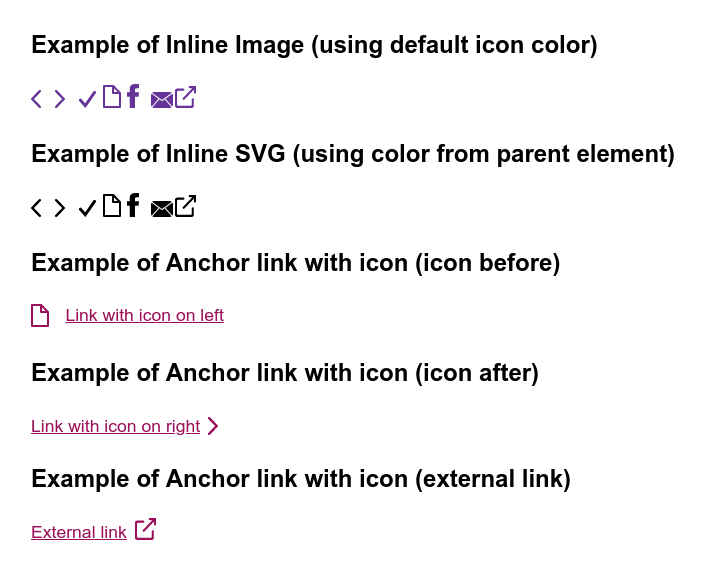 Example of Inline Image (using default icon color)
Example of Inline SVG (using color from parent element)
Example of Anchor link with icon (icon before)
Link with icon on left
Example of Anchor link with icon (icon after)
Link with icon on right
Example of Anchor link with icon (external link)
External link